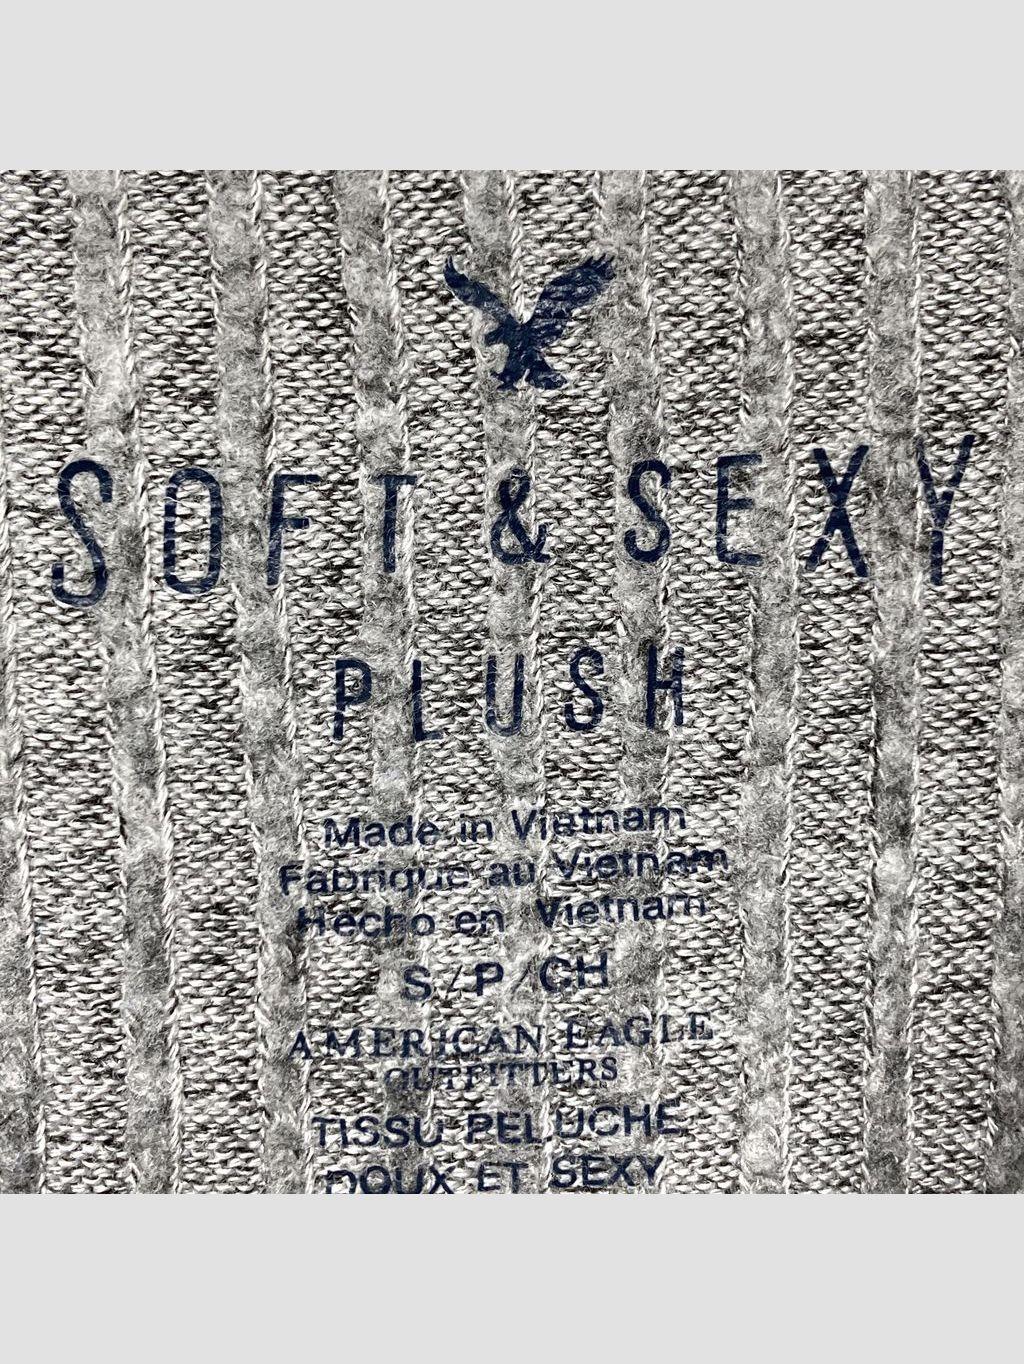 SOFT & SEXY
PLUSH
Made in Vietnam
Fabriqué au Vietnam
Hecho en Vietnam
S/P/CH
AMERICAN EAGLE
OUTFITTERS
TISSU PELUCHE
DOUX ET SEXY